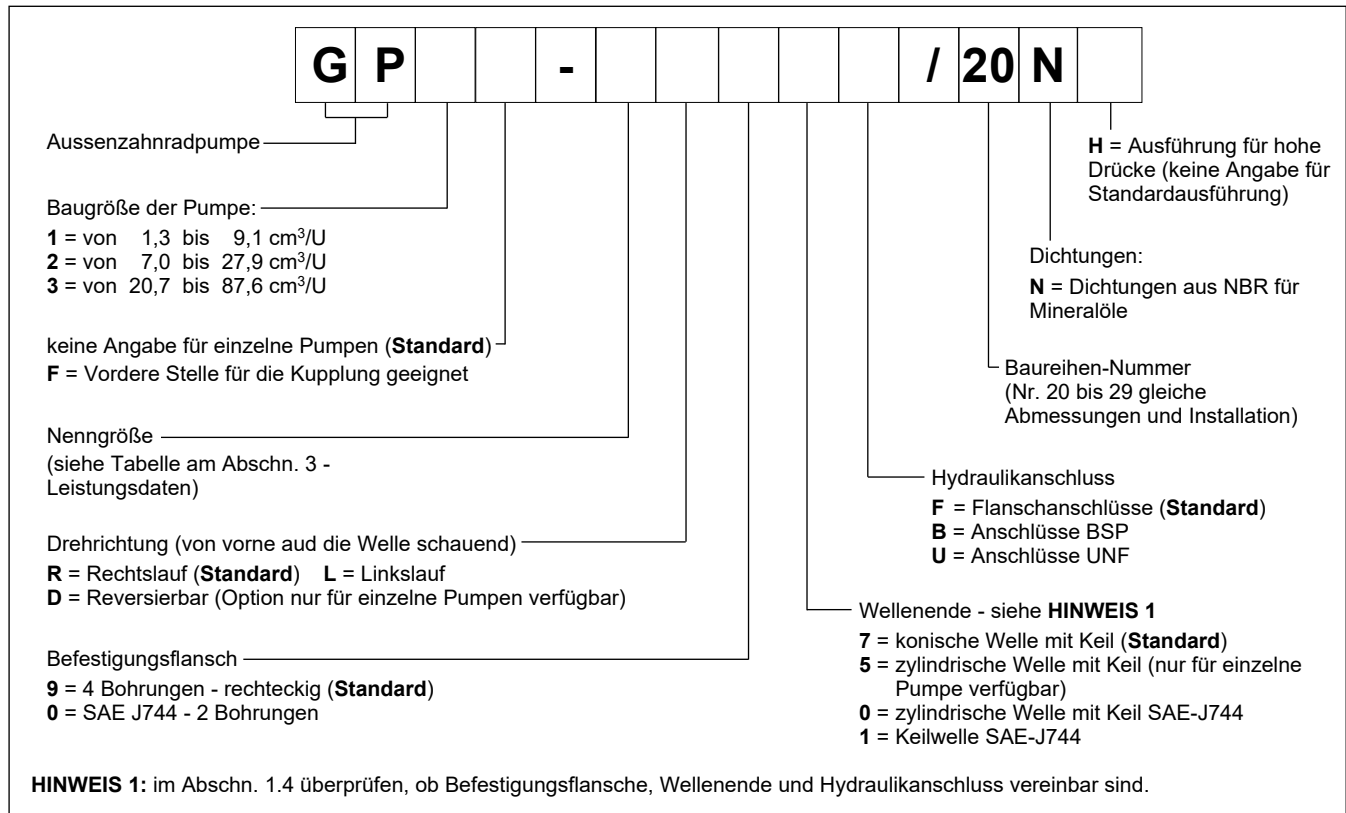 G P - / 20 N
Aussenzahnradpumpe
Baugröße der Pumpe:
1 = von 1,3 bis 9,1 cm³/U
2 = von 7,0 bis 27,9 cm³/U
3 = von 20,7 bis 87,6 cm³/U
keine Angabe für einzelne Pumpen (Standard)
F = Vordere Stelle für die Kupplung geeignet
Nenngröße
(siehe Tabelle am Abschn. 3 -
Leistungsdaten)
Drehrichtung (von vorne aud die Welle schauend)
R = Rechtslauf (Standard) L = Linkslauf
D = Reversierbar (Option nur für einzelne Pumpen verfügbar)
Befestigungsflansch
9 = 4 Bohrungen - rechteckig (Standard)
0 = SAE J744 - 2 Bohrungen
H = Ausführung für hohe
Drücke (keine Angabe für
Standardausführung)
Dichtungen:
N = Dichtungen aus NBR für
Mineralöle
Baureihen-Nummer
(Nr. 20 bis 29 gleiche
Abmessungen und Installation)
Hydraulikanschluss
F = Flanschanschlüsse (Standard)
B = Anschlüsse BSP
U = Anschlüsse UNF
Wellenende - siehe HINWEIS 1
7 = konische Welle mit Keil (Standard)
5 = zylindrische Welle mit Keil (nur für einzelne
Pumpe verfügbar)
0 = zylindrische Welle mit Keil SAE-J744
1 = Keilwelle SAE-J744
HINWEIS 1: im Abschn. 1.4 überprüfen, ob Befestigungsflansche, Wellenende und Hydraulikanschluss vereinbar sind.